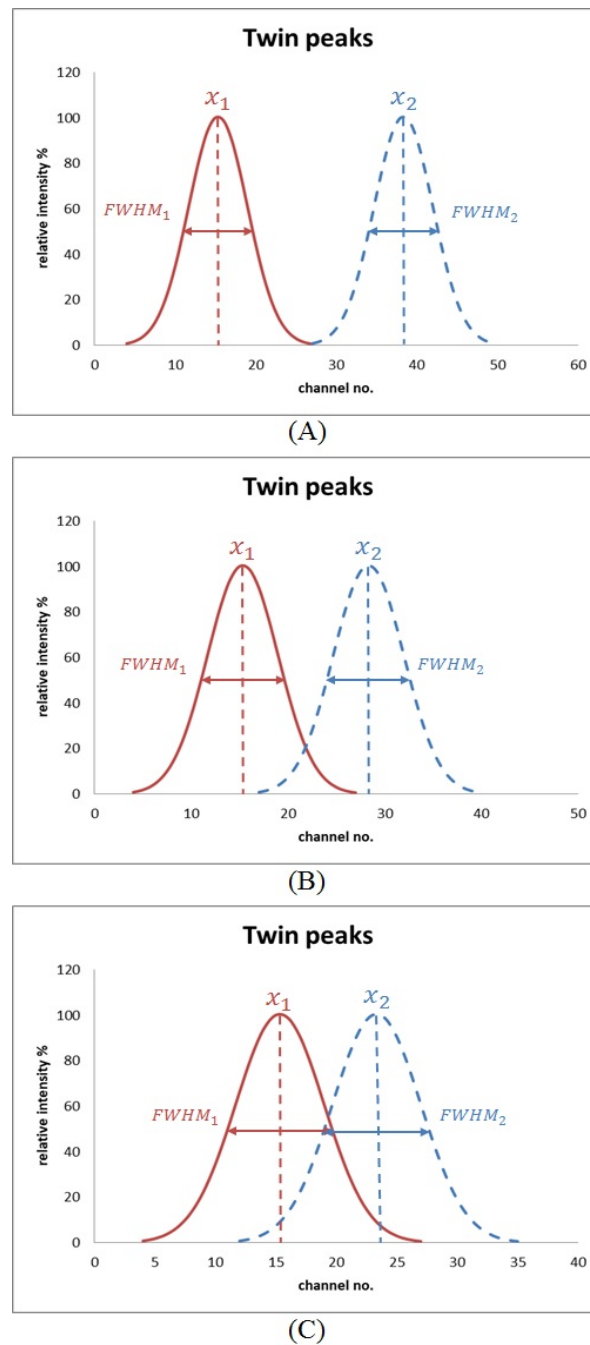 Twin peaks
120
100
80
60
40
20
0
relative intensity %
x₁
x₂
FWHM₁
FWHM₂
0 10 20 30 40 50 60
channel no.
(A)
Twin peaks
120
100
80
60
40
20
0
relative intensity %
x₁
x₂
FWHM₁
FWHM₂
0 10 20 30 40 50
channel no.
(B)
Twin peaks
120
100
80
60
40
20
0
relative intensity %
x₁
x₂
FWHM₁
FWHM₂
0 5 10 15 20 25 30 35 40
channel no.
(C)